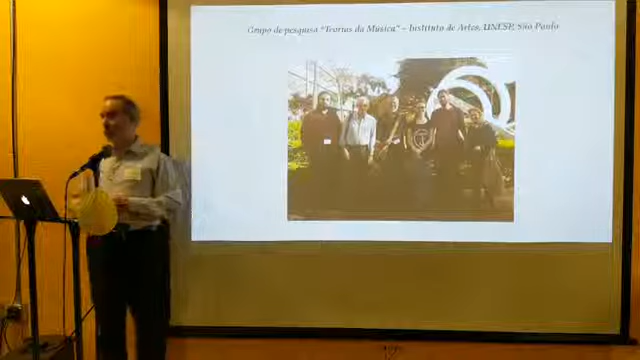 Grupo de pesquisa "Teorias da Música" – Instituto de Artes, UNESP, São Paulo